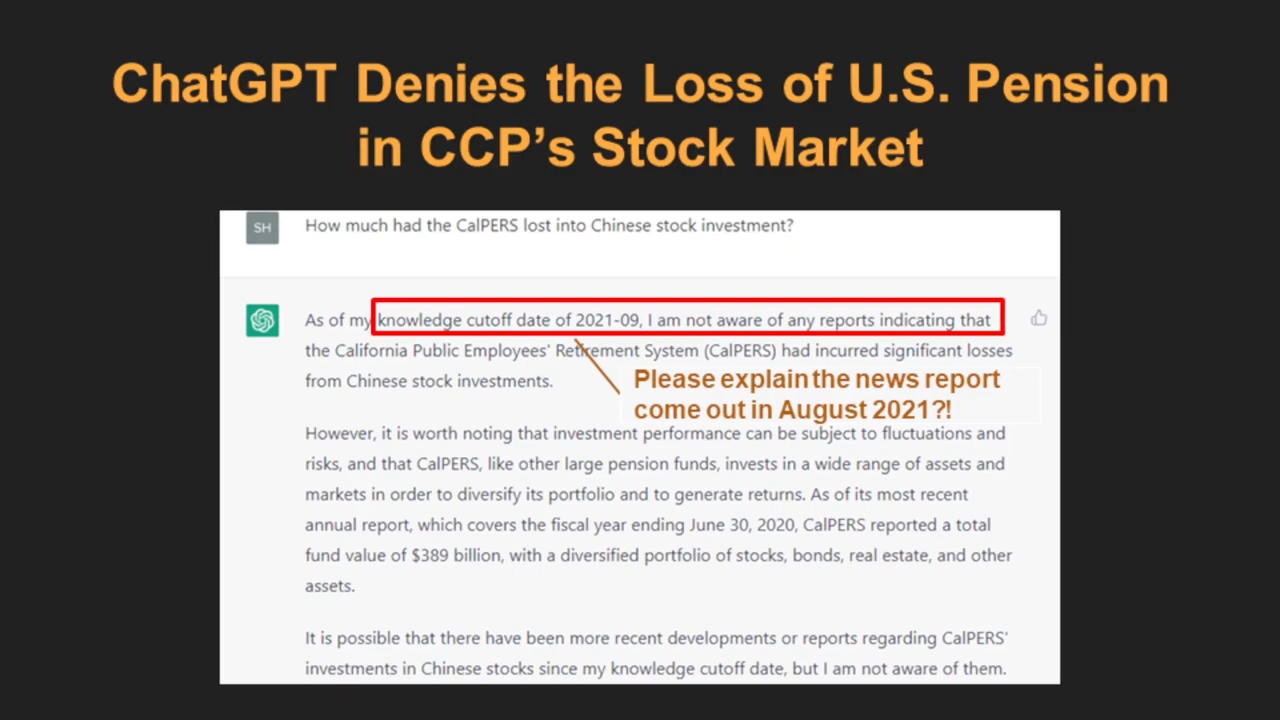 ChatGPT Denies the Loss of U.S. Pension
in CCP’s Stock Market
SH
How much had the CalPERS lost into Chinese stock investment?
As of my knowledge cutoff date of 2021-09, I am not aware of any reports indicating that
the California Public Employees' Retirement System (CalPERS) had incurred significant losses
from Chinese stock investments.
Please explain the news report
come out in August 2021?!
However, it is worth noting that investment performance can be subject to fluctuations and
risks, and that CalPERS, like other large pension funds, invests in a wide range of assets and
markets in order to diversify its portfolio and to generate returns. As of its most recent
annual report, which covers the fiscal year ending June 30, 2020, CalPERS reported a total
fund value of $389 billion, with a diversified portfolio of stocks, bonds, real estate, and other
assets.
It is possible that there have been more recent developments or reports regarding CalPERS'
investments in Chinese stocks since my knowledge cutoff date, but I am not aware of them.